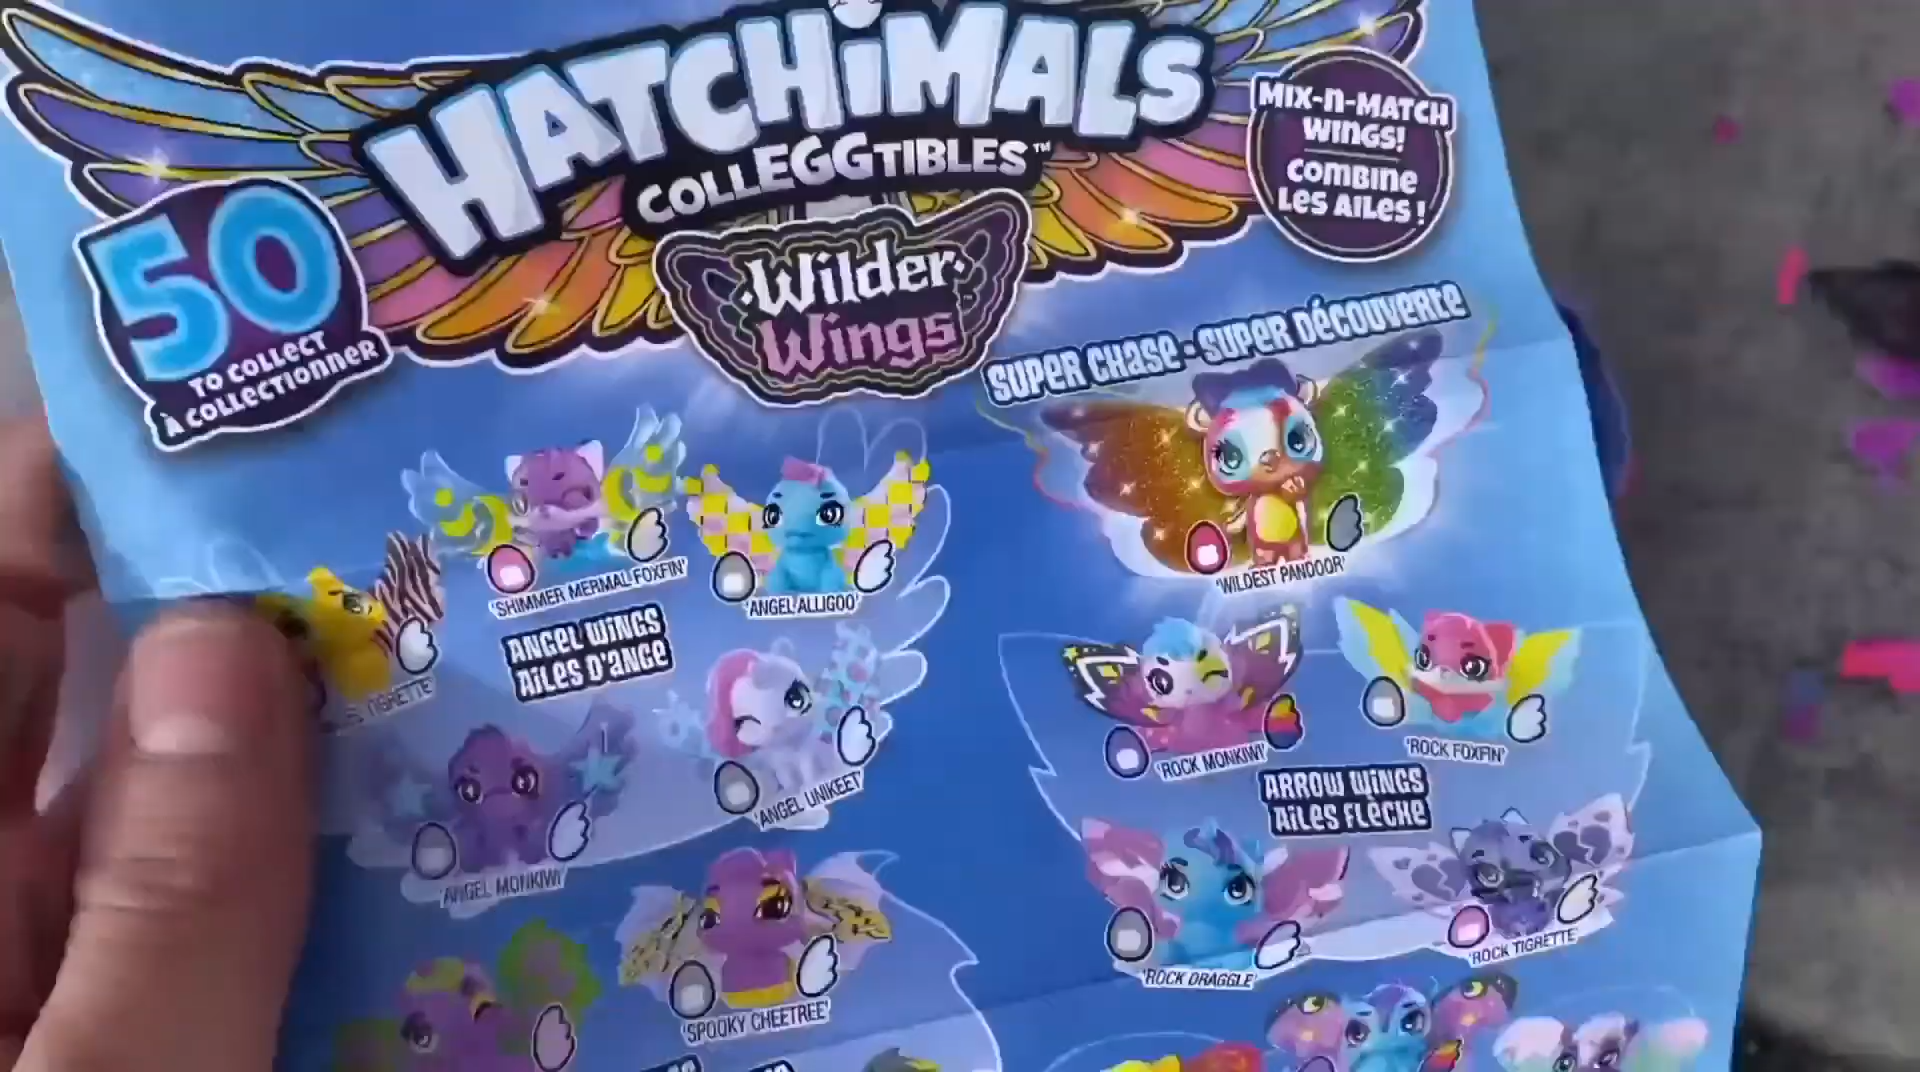 HATCHiMALS
COLLEGGTIBLES™
Wilder
Wings
MIX-n-MATCH
WINGS!
COMBINE
LES AILES !
50
TO COLLECT
À COLLECTIONNER
SUPER CHASE • SUPER DÉCOUVERTE
'WILDEST PANDOOR'
'SHIMMER MERMAL FOXFIN'
'ANGEL ALLIGOO'
TIGRETTE'
ANGEL WINGS
AILES D'ANGE
'ANGEL UNIKEET'
'ANGEL MONKIWI'
'SPOOKY CHEETREE'
'ROCK MONKIWI'
'ROCK FOXFIN'
ARROW WINGS
AILES FLÈCHE
'ROCK DRAGGLE'
'ROCK TIGRETTE'